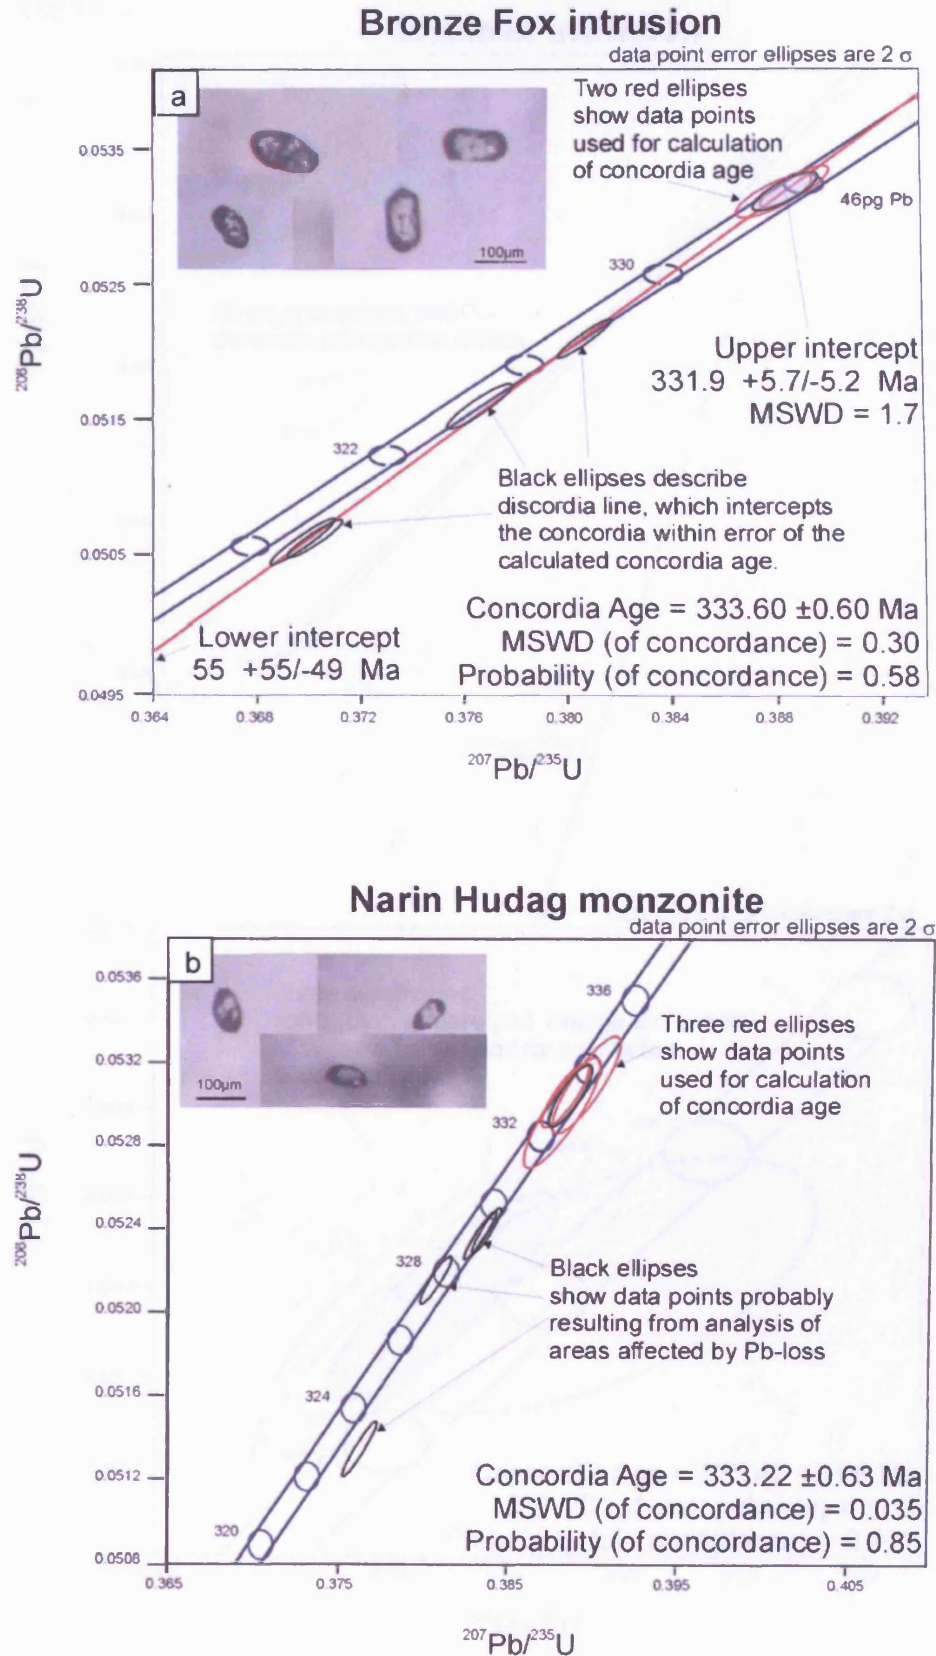 Bronze Fox intrusion
data point error ellipses are 2 σ
a
Two red ellipses
show data points
used for calculation
of concordia age
46pg Pb
100µm
0.0535
0.0525
0.0515
0.0505
0.0495
330
322
Upper intercept
331.9 +5.7/-5.2 Ma
MSWD = 1.7
Black ellipses describe
discordia line, which intercepts
the concordia within error of the
calculated concordia age.
Concordia Age = 333.60 ±0.60 Ma
MSWD (of concordance) = 0.30
Probability (of concordance) = 0.58
Lower intercept
55 +55/-49 Ma
0.364 0.368 0.372 0.376 0.380 0.384 0.388 0.392
206Pb/238U
207Pb/235U
Narin Hudag monzonite
data point error ellipses are 2 σ
b
100µm
0.0536
0.0532
0.0528
0.0524
0.0520
0.0516
0.0512
0.0508
336
332
328
324
320
Three red ellipses
show data points
used for calculation
of concordia age
Black ellipses
show data points probably
resulting from analysis of
areas affected by Pb-loss
Concordia Age = 333.22 ±0.63 Ma
MSWD (of concordance) = 0.035
Probability (of concordance) = 0.85
0.365 0.375 0.385 0.395 0.405
206Pb/238U
207Pb/235U